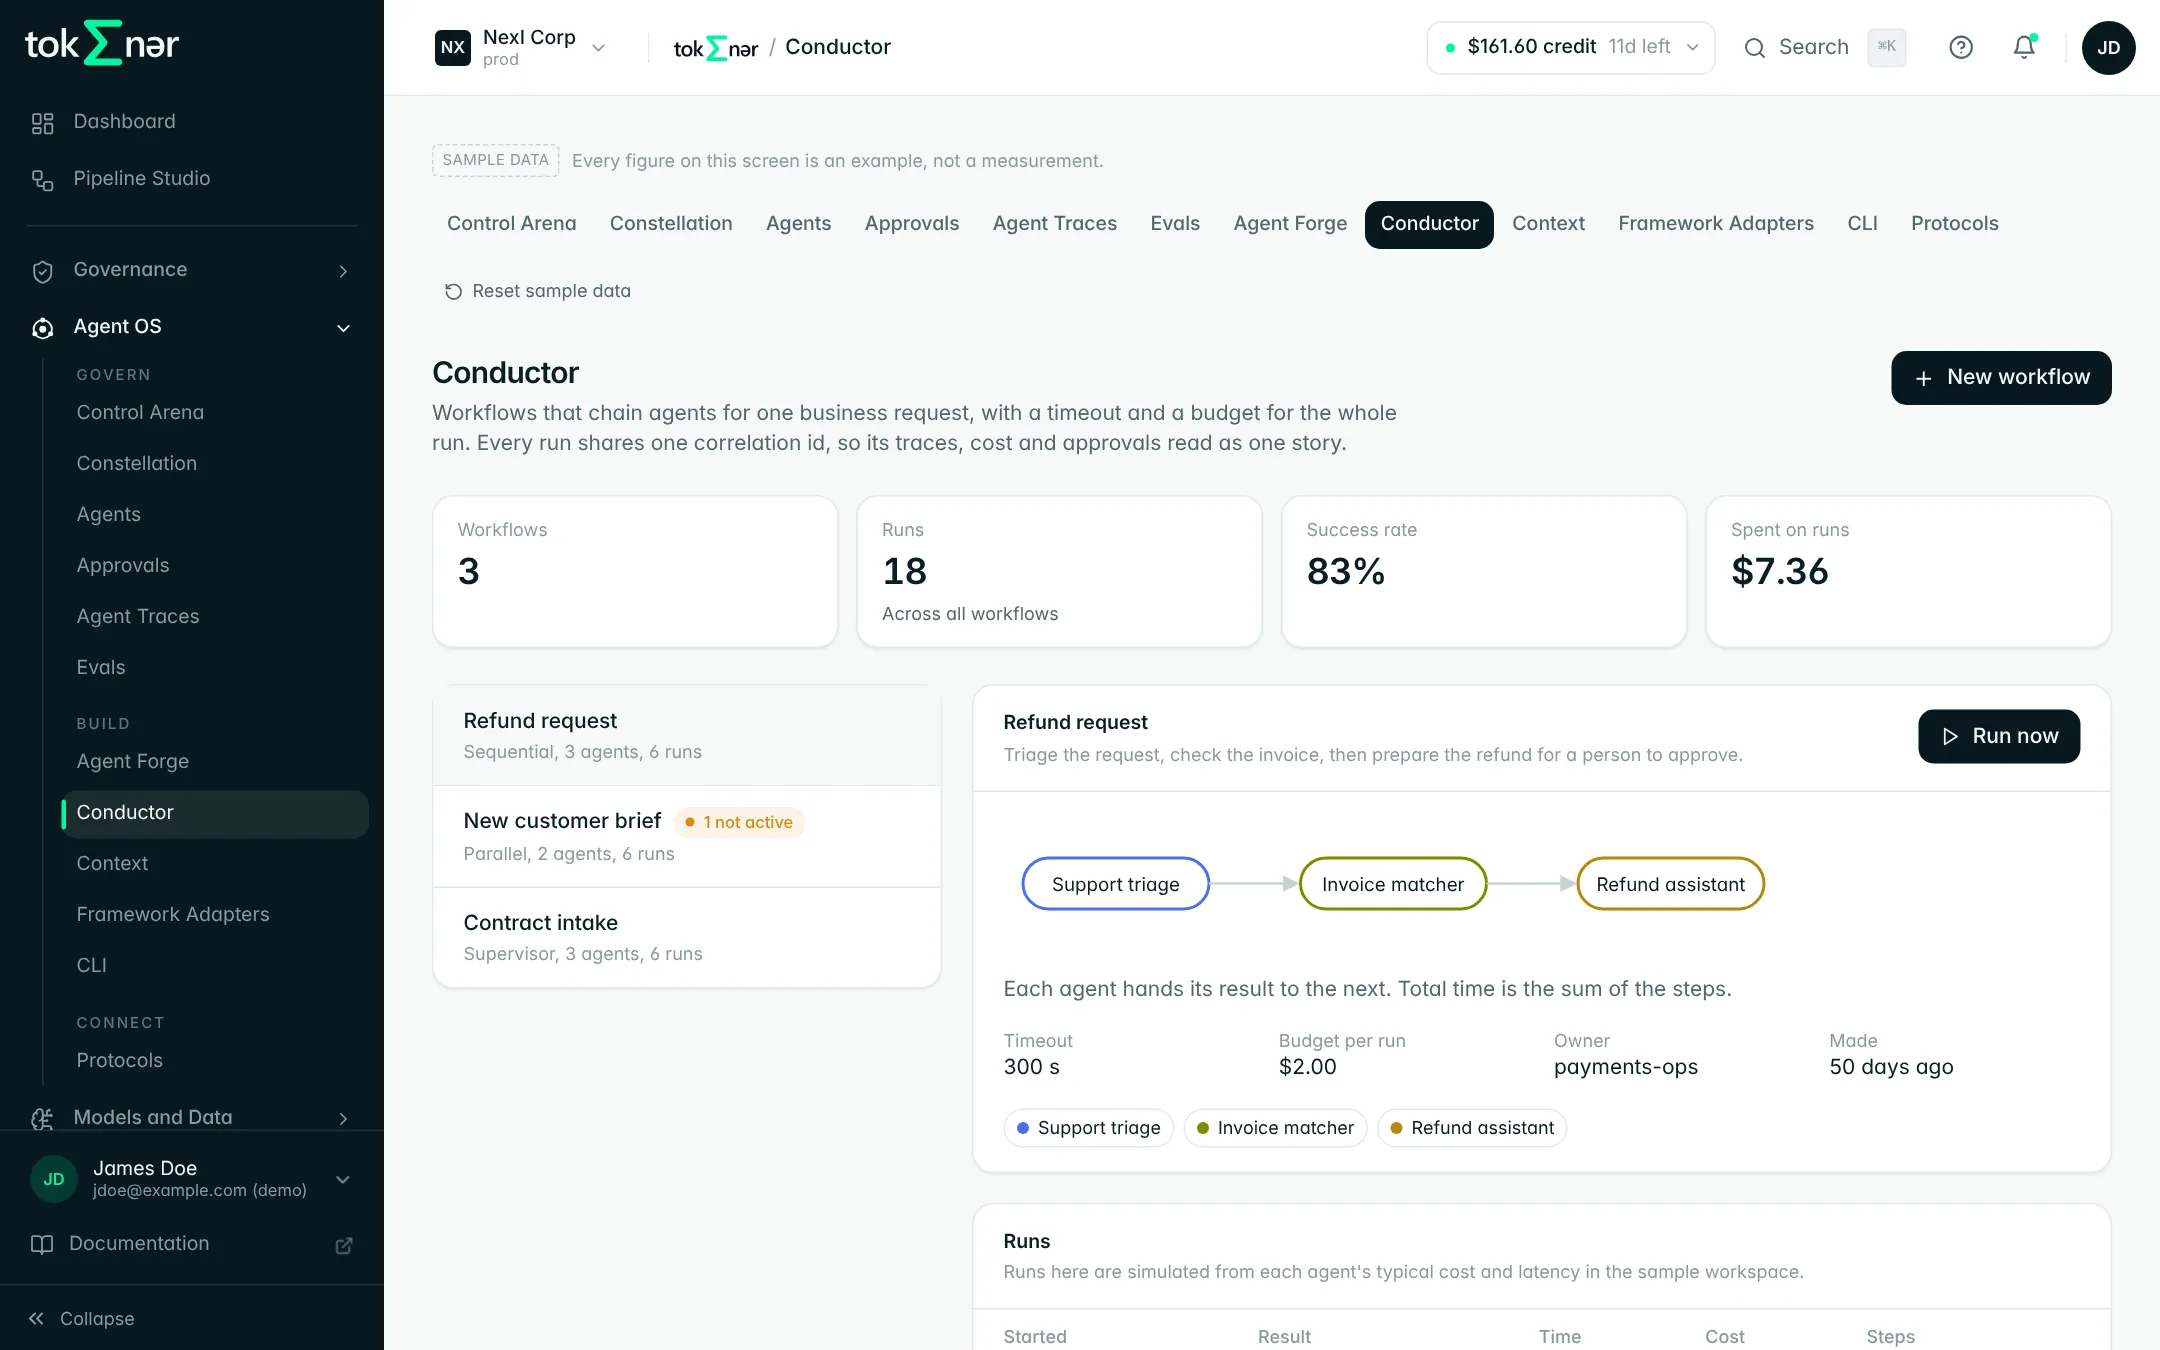 tokΣnər
Dashboard
Pipeline Studio
Governance
Agent OS
GOVERN
Control Arena
Constellation
Agents
Approvals
Agent Traces
Evals
BUILD
Agent Forge
Conductor
Context
Framework Adapters
CLI
CONNECT
Protocols
Models and Data
JD
James Doe
jdoe@example.com (demo)
Documentation
Collapse
NX
Nexl Corp
prod
tokΣnər / Conductor
$161.60 credit 11d left
Search ⌘K
JD
SAMPLE DATA Every figure on this screen is an example, not a measurement.
Control Arena Constellation Agents Approvals Agent Traces Evals Agent Forge Conductor Context Framework Adapters CLI Protocols
Reset sample data
Conductor
New workflow
Workflows that chain agents for one business request, with a timeout and a budget for the whole
run. Every run shares one correlation id, so its traces, cost and approvals read as one story.
Workflows
3
Runs
18
Across all workflows
Success rate
83%
Spent on runs
$7.36
Refund request
Sequential, 3 agents, 6 runs
New customer brief 1 not active
Parallel, 2 agents, 6 runs
Contract intake
Supervisor, 3 agents, 6 runs
Refund request
Triage the request, check the invoice, then prepare the refund for a person to approve.
Run now
Support triage Invoice matcher Refund assistant
Each agent hands its result to the next. Total time is the sum of the steps.
Timeout Budget per run Owner Made
300 s $2.00 payments-ops 50 days ago
Support triage Invoice matcher Refund assistant
Runs
Runs here are simulated from each agent's typical cost and latency in the sample workspace.
Started Result Time Cost Steps